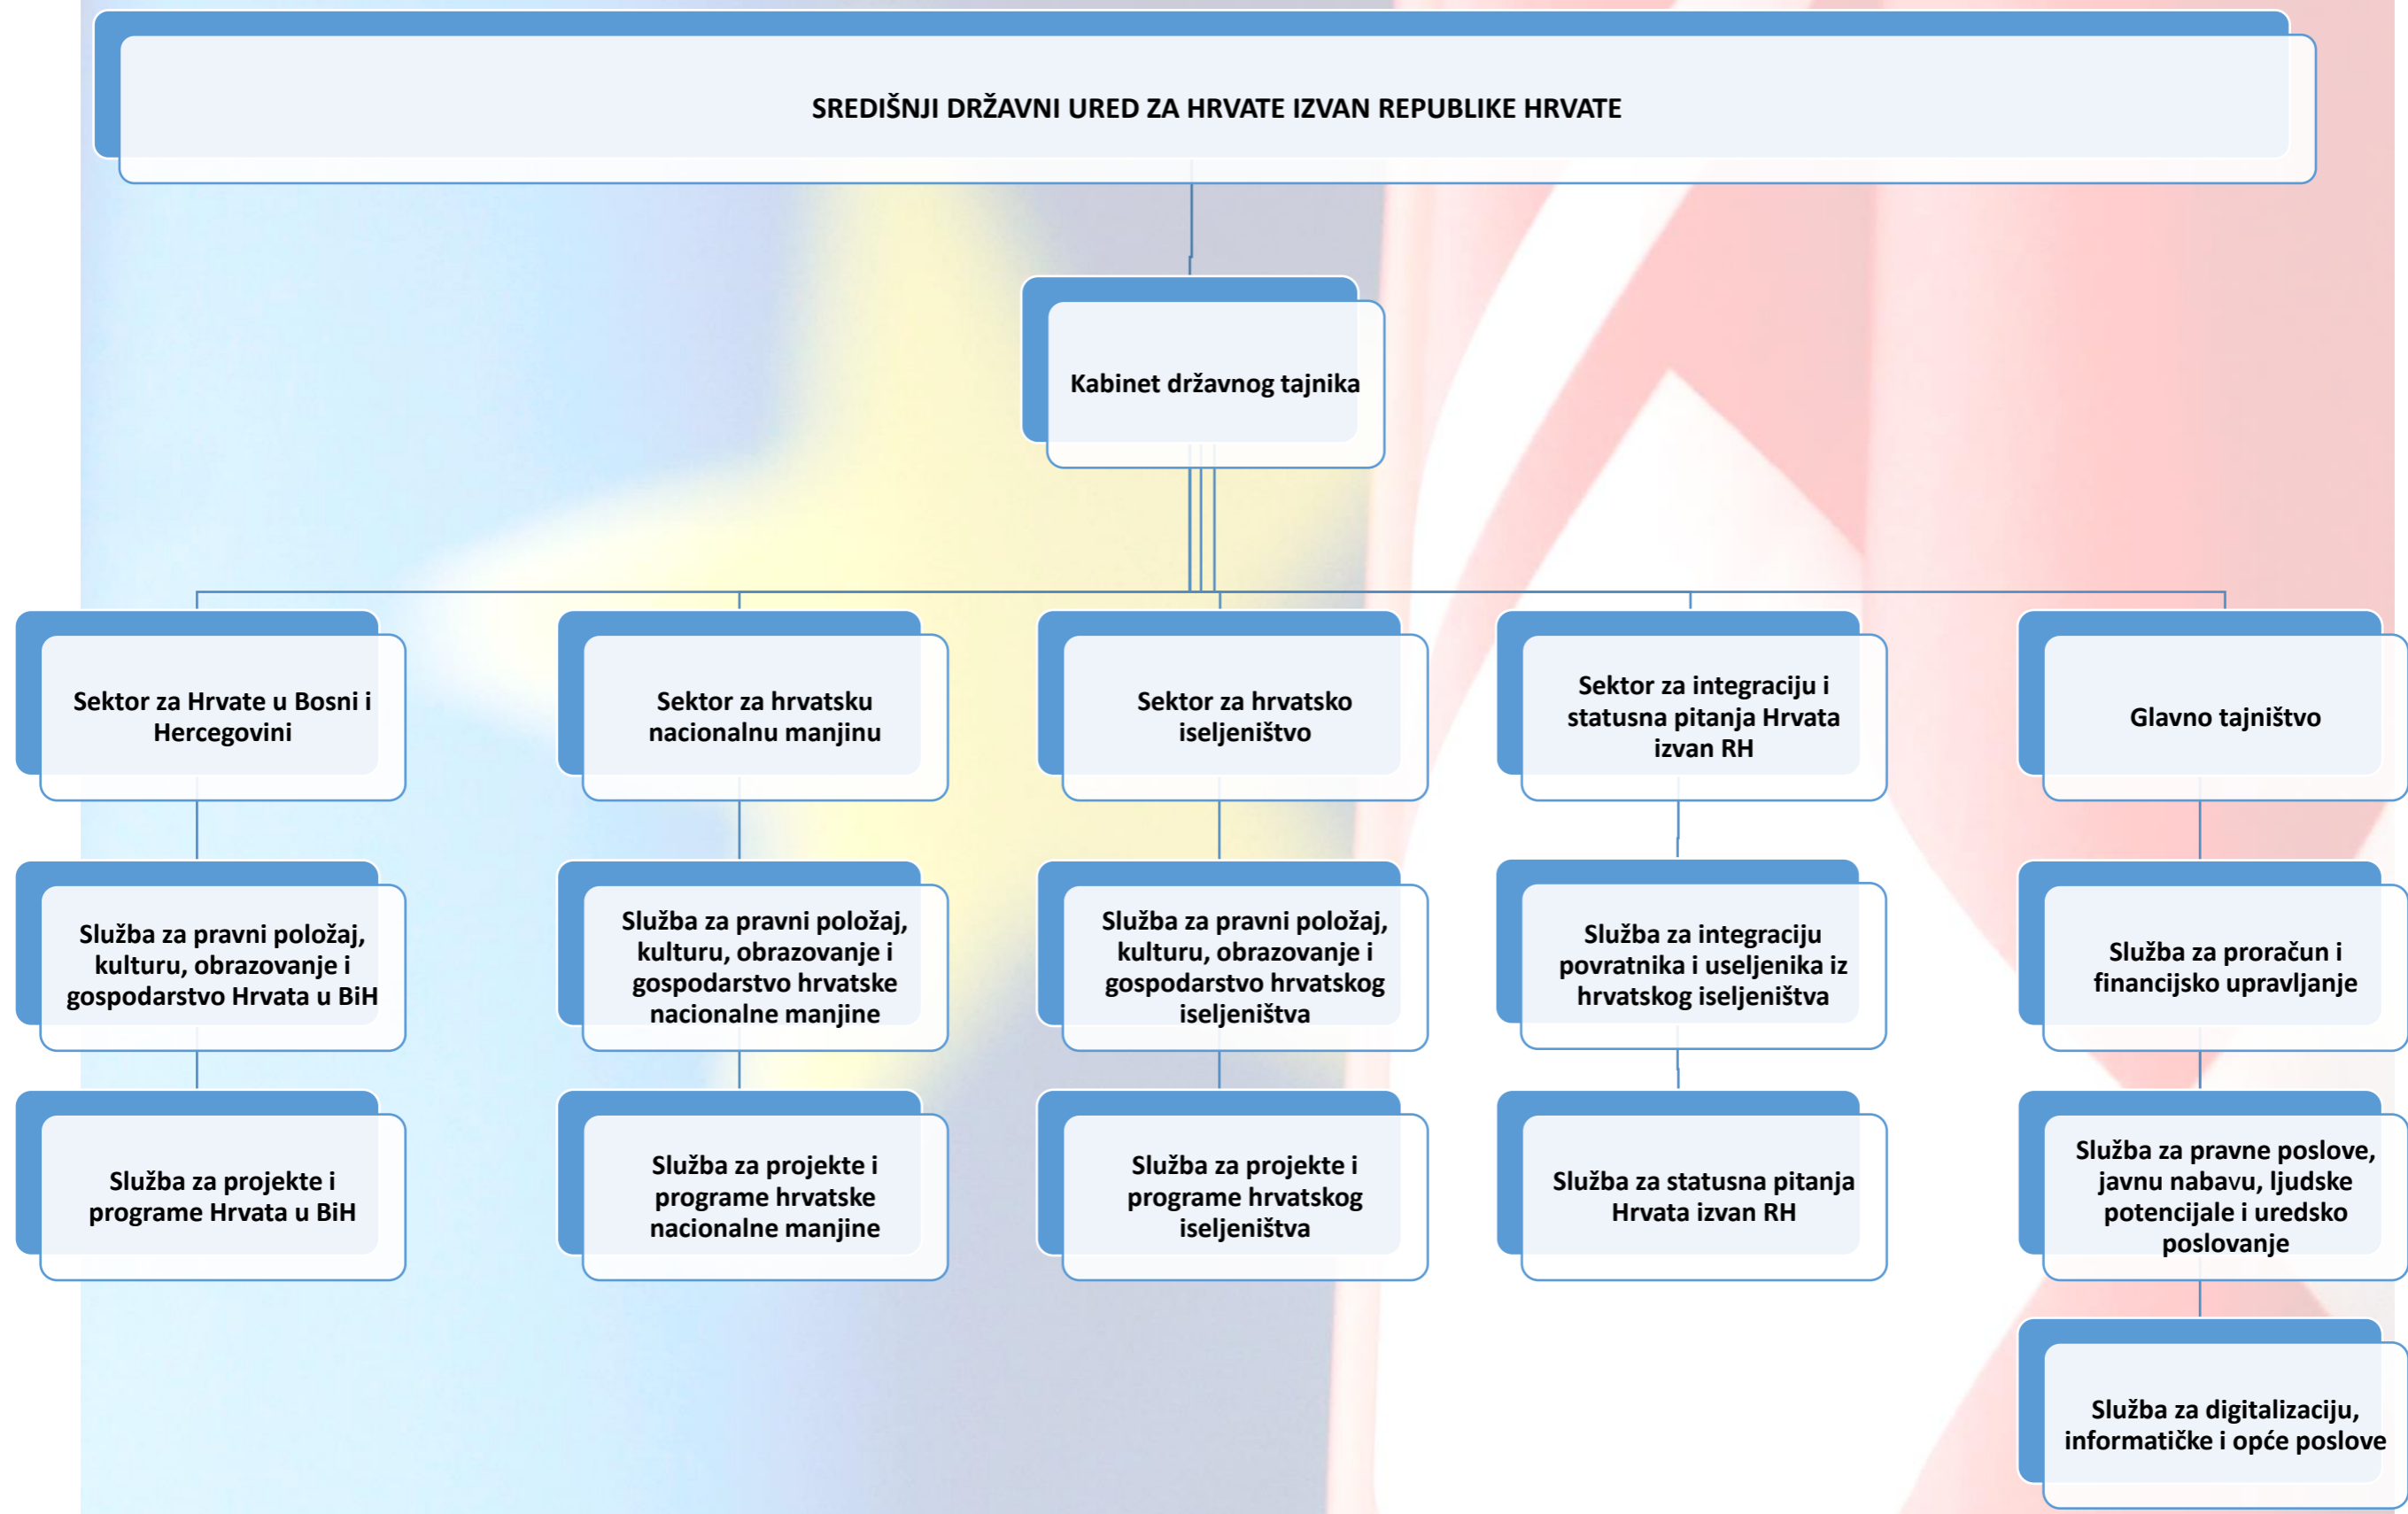 SREDIŠNJI DRŽAVNI URED ZA HRVATE IZVAN REPUBLIKE HRVATE
Kabinet državnog tajnika
Sektor za Hrvate u Bosni i
Hercegovini
Služba za pravni položaj,
kulturu, obrazovanje i
gospodarstvo Hrvata u BiH
Služba za projekte i
programe Hrvata u BiH
Sektor za hrvatsku
nacionalnu manjinu
Služba za pravni položaj,
kulturu, obrazovanje i
gospodarstvo hrvatske
nacionalne manjine
Služba za projekte i
programe hrvatske
nacionalne manjine
Sektor za hrvatsko
iseljeništvo
Služba za pravni položaj,
kulturu, obrazovanje i
gospodarstvo hrvatskog
iseljeništva
Služba za projekte i
programe hrvatskog
iseljeništva
Sektor za integraciju i
statusna pitanja Hrvata
izvan RH
Služba za integraciju
povratnika i useljenika iz
hrvatskog iseljeništva
Služba za statusna pitanja
Hrvata izvan RH
Glavno tajništvo
Služba za proračun i
financijsko upravljanje
Služba za pravne poslove,
javnu nabavu, ljudske
potencijale i uredsko
poslovanje
Služba za digitalizaciju,
informatičke i opće poslove